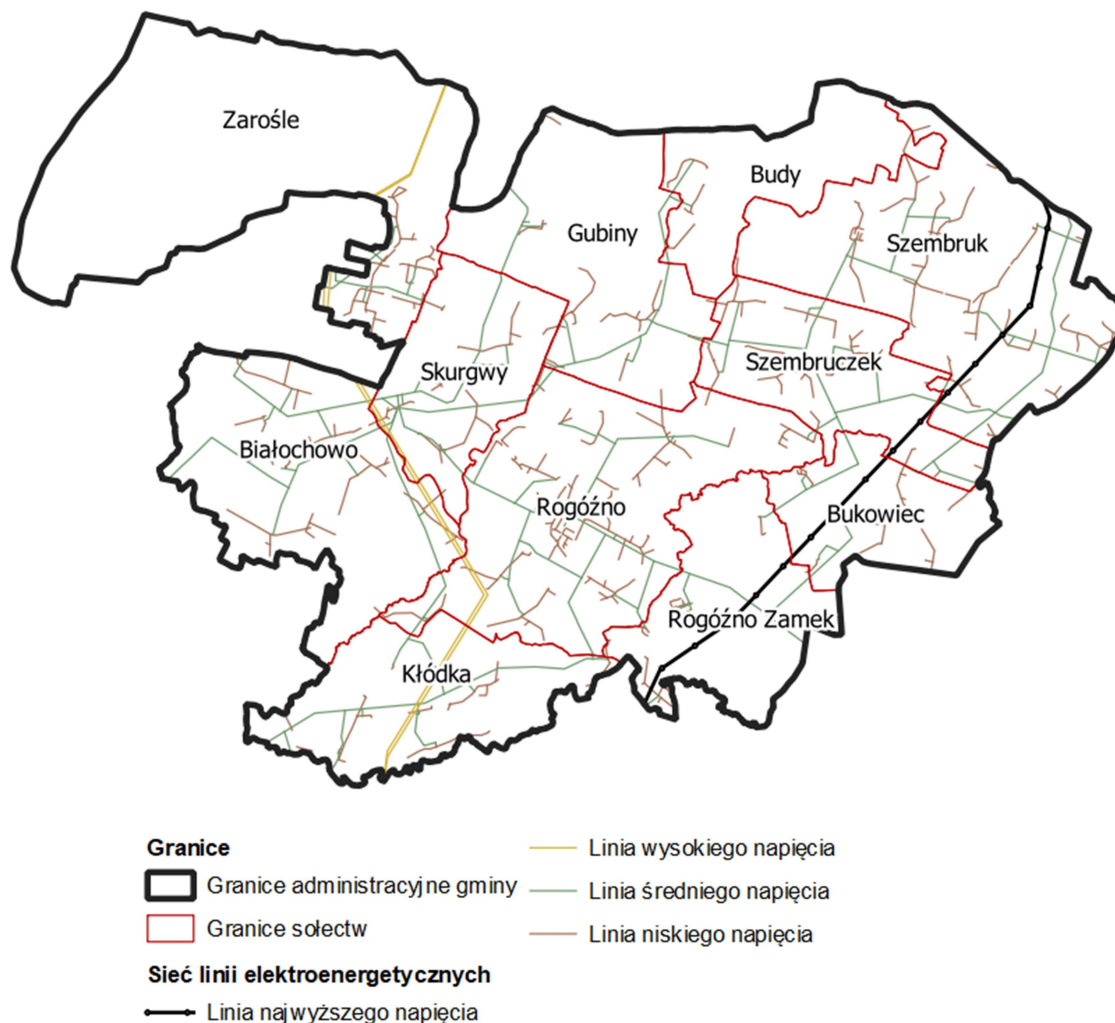 Zarośle
Budy
Gubiny
Szembruk
Szembruczek
Skurgwy
Białochowo
Rogóźno
Bukowiec
Rogóźno Zamek
Kłódka
Granice
Granice administracyjne gminy
Granice sołectw
Sieć linii elektroenergetycznych
Linia najwyższego napięcia
Linia wysokiego napięcia
Linia średniego napięcia
Linia niskiego napięcia